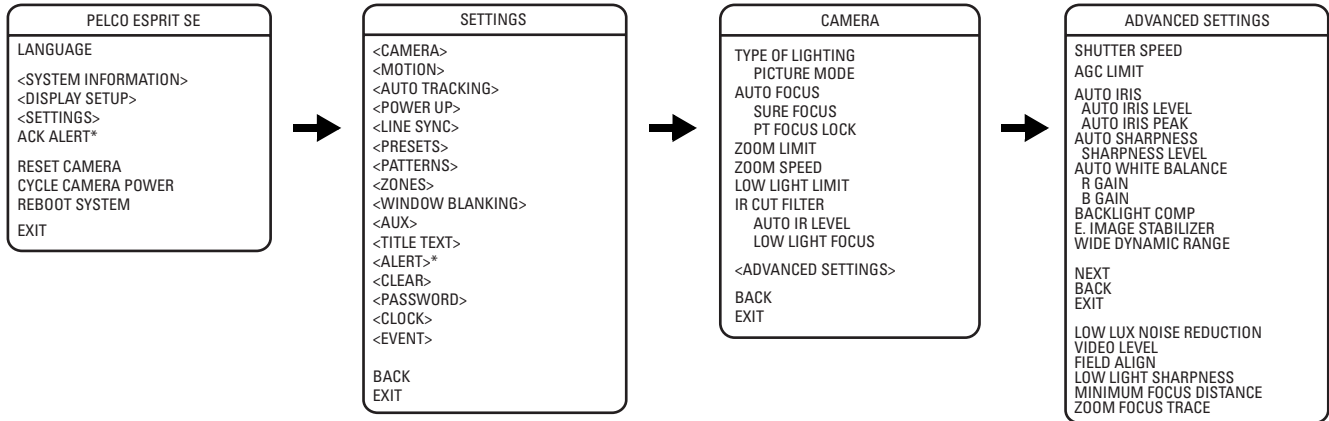 PELCO ESPRIT SE
LANGUAGE
<SYSTEM INFORMATION>
<DISPLAY SETUP>
<SETTINGS>
ACK ALERT*
RESET CAMERA
CYCLE CAMERA POWER
REBOOT SYSTEM
EXIT
SETTINGS
<CAMERA>
<MOTION>
<AUTO TRACKING>
<POWER UP>
<LINE SYNC>
<PRESETS>
<PATTERNS>
<ZONES>
<WINDOW BLANKING>
<AUX>
<TITLE TEXT>
<ALERT>*
<CLEAR>
<PASSWORD>
<CLOCK>
<EVENT>
BACK
EXIT
CAMERA
TYPE OF LIGHTING
PICTURE MODE
AUTO FOCUS
SURE FOCUS
PT FOCUS LOCK
ZOOM LIMIT
ZOOM SPEED
LOW LIGHT LIMIT
IR CUT FILTER
AUTO IR LEVEL
LOW LIGHT FOCUS
<ADVANCED SETTINGS>
BACK
EXIT
ADVANCED SETTINGS
SHUTTER SPEED
AGC LIMIT
AUTO IRIS
AUTO IRIS LEVEL
AUTO IRIS PEAK
AUTO SHARPNESS
SHARPNESS LEVEL
AUTO WHITE BALANCE
R GAIN
B GAIN
BACKLIGHT COMP
E. IMAGE STABILIZER
WIDE DYNAMIC RANGE
NEXT
BACK
EXIT
LOW LUX NOISE REDUCTION
VIDEO LEVEL
FIELD ALIGN
LOW LIGHT SHARPNESS
MINIMUM FOCUS DISTANCE
ZOOM FOCUS TRACE